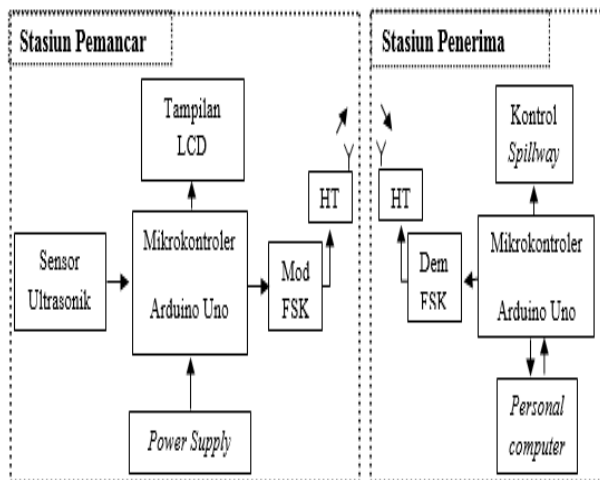 Stasiun Pemancar
Tampilan
LCD
HT
Sensor
Ultrasonik
Mikrokontroler
Arduino Uno
Mod
FSK
Power Supply
Stasiun Penerima
Kontrol
Spillway
HT
Dem
FSK
Mikrokontroler
Arduino Uno
Personal
computer